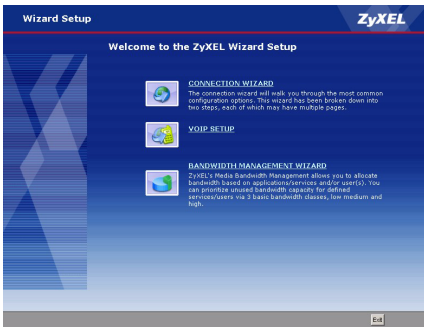 Wizard Setup
ZyXEL
Welcome to the ZyXEL Wizard Setup
CONNECTION WIZARD
The connection wizard will walk you through the most common
configuration options. This wizard has been broken down into
two steps, each of which may have multiple pages.
VOIP SETUP
BANDWIDTH MANAGEMENT WIZARD
ZyXEL's Media Bandwidth Management allows you to allocate
bandwidth based on applications/services and/or user(s). You
can prioritize unused bandwidth capacity for defined
services/users via 3 basic bandwidth classes, low medium and
high.
Exit